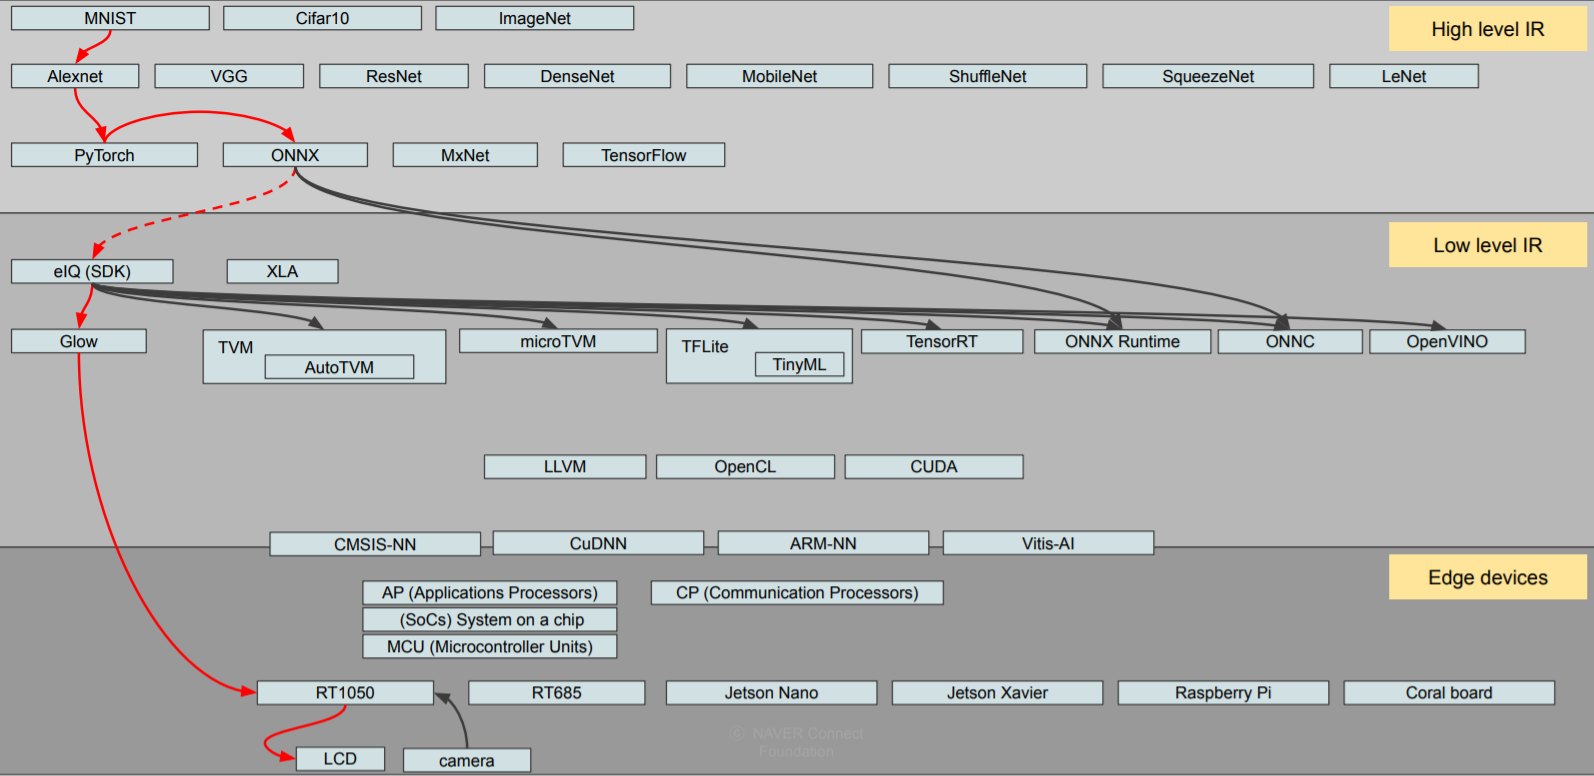 MNIST
Cifar10
ImageNet
High level IR
Alexnet
VGG
ResNet
DenseNet
MobileNet
ShuffleNet
SqueezeNet
LeNet
PyTorch
ONNX
MxNet
TensorFlow
Low level IR
eIQ (SDK)
XLA
Glow
TVM
AutoTVM
microTVM
TFLite
TinyML
TensorRT
ONNX Runtime
ONNC
OpenVINO
LLVM
OpenCL
CUDA
CMSIS-NN
CuDNN
ARM-NN
Vitis-AI
Edge devices
AP (Applications Processors)
CP (Communication Processors)
(SoCs) System on a chip
MCU (Microcontroller Units)
RT1050
RT685
Jetson Nano
Jetson Xavier
Raspberry Pi
Coral board
NAVER Connect
Foundation
LCD
camera